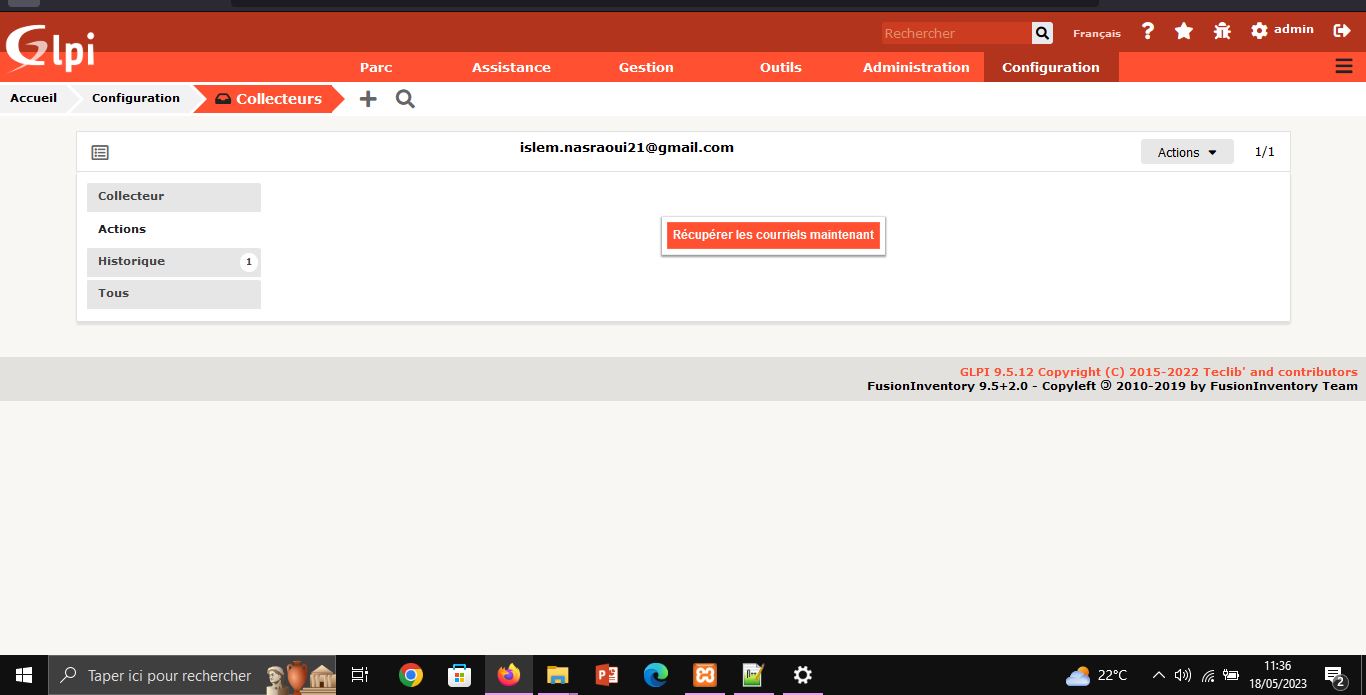 Glpi
Rechercher
Français
admin
Parc
Assistance
Gestion
Outils
Administration
Configuration
Accueil
Configuration
Collecteurs
islem.nasraoui21@gmail.com
Actions
1/1
Collecteur
Actions
Historique 1
Tous
Récupérer les courriels maintenant
GLPI 9.5.12 Copyright (C) 2015-2022 Teclib' and contributors
FusionInventory 9.5+2.0 - Copyleft 🄯 2010-2019 by FusionInventory Team
Taper ici pour rechercher
22°C
11:36
18/05/2023
2